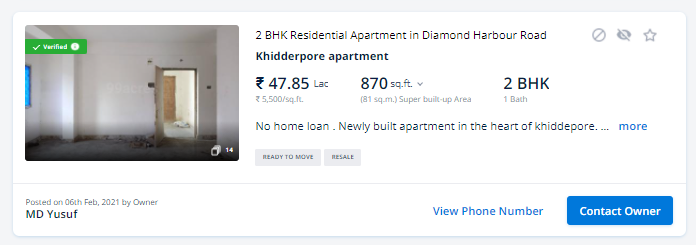 2 BHK Residential Apartment in Diamond Harbour Road
Verified
Khidderpore apartment
₹ 47.85 Lac
870 sq.ft.
2 BHK
₹ 5,500/sq.ft.
(81 sq.m.) Super built-up Area
1 Bath
No home loan . Newly built apartment in the heart of khiddepore. ... more
14
READY TO MOVE
RESALE
Posted on 06th Feb, 2021 by Owner
MD Yusuf
View Phone Number
Contact Owner